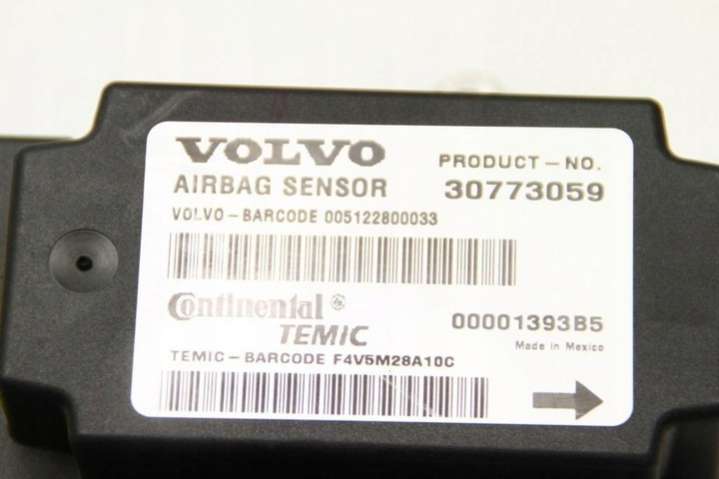 VOLVO
PRODUCT-NO.
AIRBAG SENSOR
30773059
VOLVO-BARCODE 005122800033
Continental®
TEMIC
00001393B5
Made in Mexico
TEMIC-BARCODE F4V5M28A10C